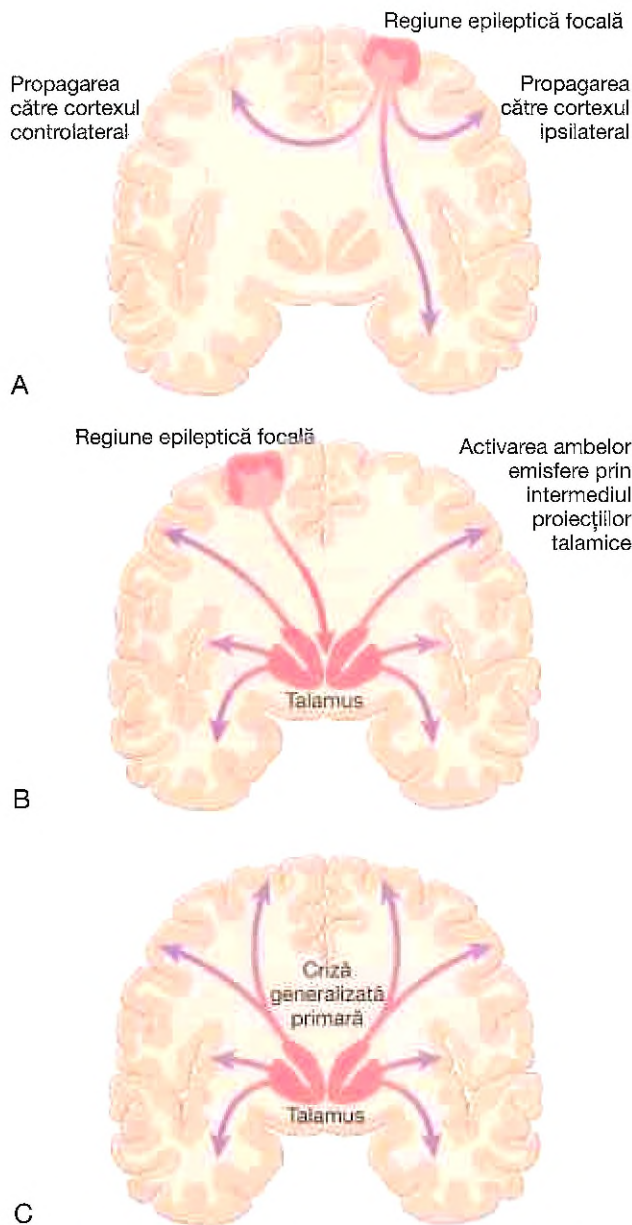 Regiune epileptică focală
Propagarea
către cortexul
controlateral
Propagarea
către cortexul
ipsilateral
A
Regiune epileptică focală
Activarea ambelor
emisfere prin
intermediul
proiecțiilor
talamice
Talamus
B
Criză
generalizată
primară
Talamus
C